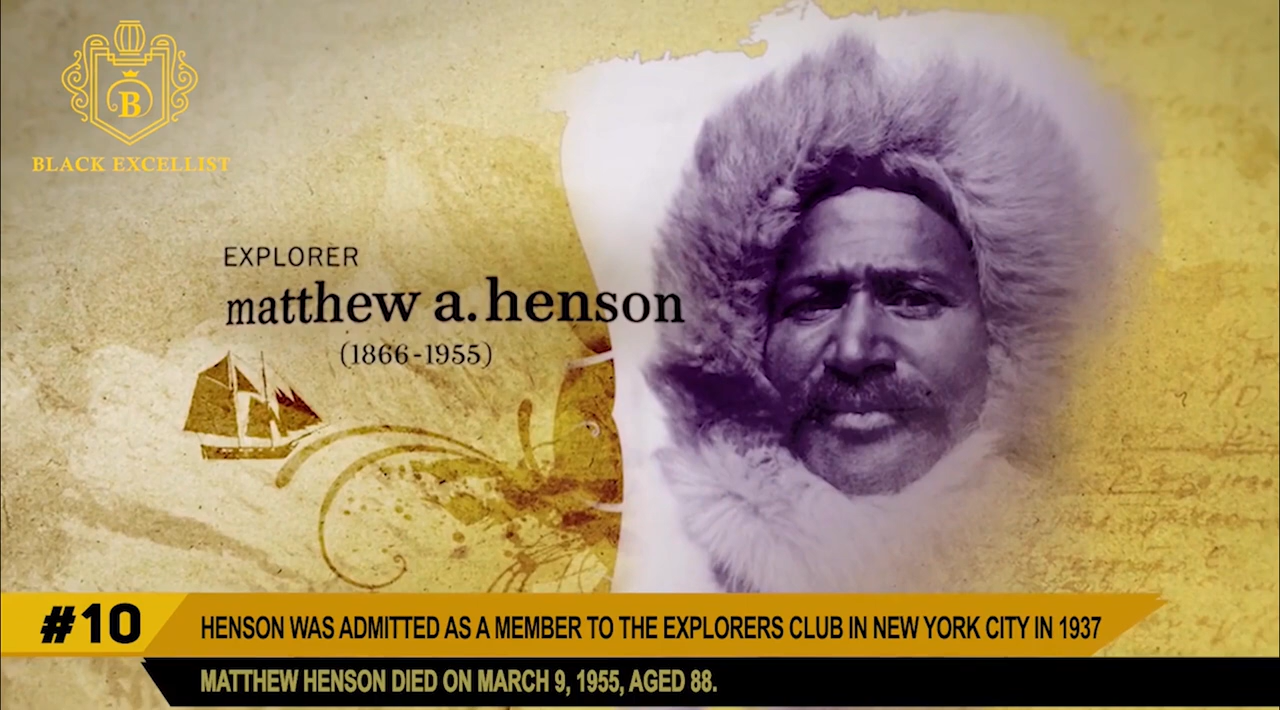 B
BLACK EXCELLIST
EXPLORER
matthew a. henson
(1866-1955)
#10
HENSON WAS ADMITTED AS A MEMBER TO THE EXPLORERS CLUB IN NEW YORK CITY IN 1937
MATTHEW HENSON DIED ON MARCH 9, 1955, AGED 88.